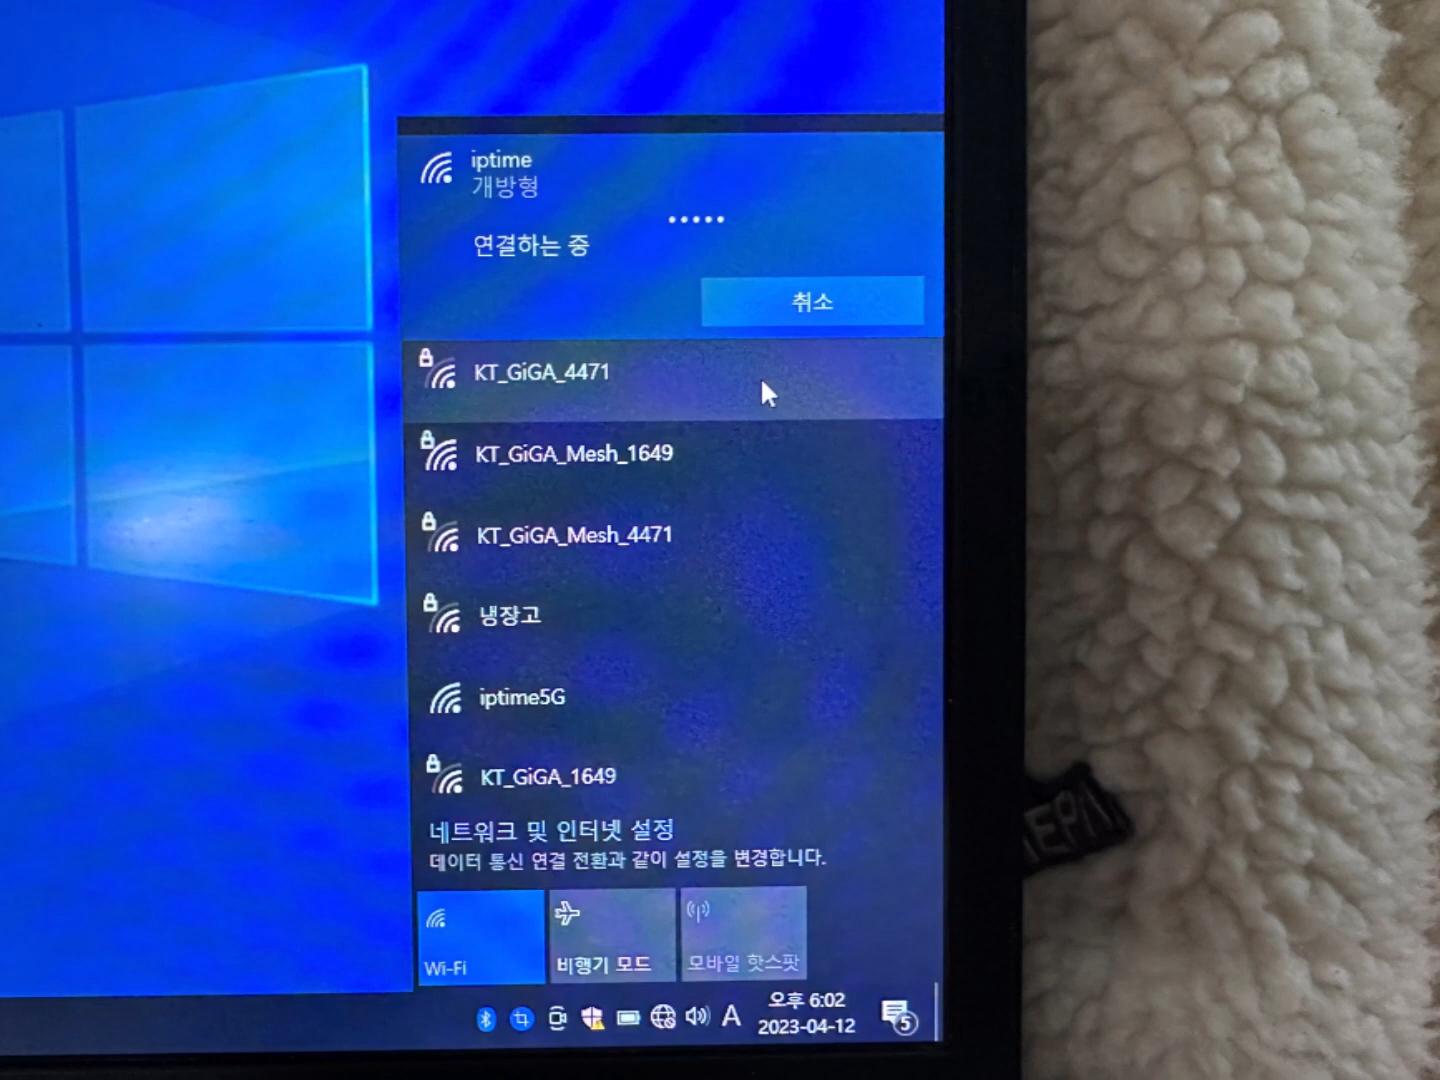 iptime
개방형
연결하는 중
취소
KT_GiGA_4471
KT_GiGA_Mesh_1649
KT_GiGA_Mesh_4471
냉장고
iptime5G
KT_GiGA_1649
네트워크 및 인터넷 설정
데이터 통신 연결 전환과 같이 설정을 변경합니다.
Wi-Fi
비행기 모드
모바일 핫스팟
A
오후 6:02
2023-04-12
5